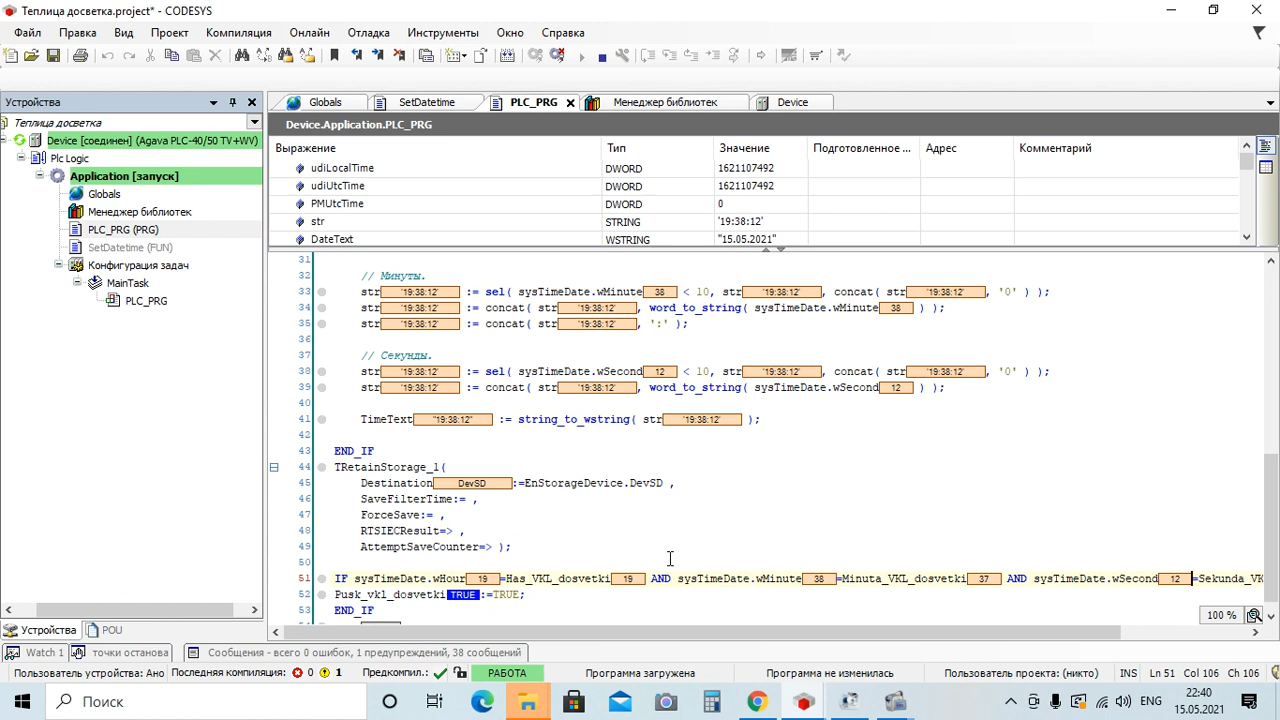 Теплица досветка.project* - CODESYS
Файл Правка Вид Проект Компиляция Онлайн Отладка Инструменты Окно Справка
Устройства
Globals SetDatetime PLC_PRG Менеджер библиотек Device
Теплица досветка
Device.Application.PLC_PRG
Device [соединен] (Agava PLC-40/50 TV+WV)
Plc Logic
Application [запуск]
Globals
Менеджер библиотек
PLC_PRG (PRG)
SetDatetime (FUN)
Конфигурация задач
MainTask
PLC_PRG
Выражение Тип Значение Подготовленное ... Адрес Комментарий
udiLocalTime DWORD 1621107492
udiUtcTime DWORD 1621107492
PMUtcTime DWORD 0
str STRING '19:38:12'
DateText WSTRING "15.05.2021"
31
32 // Минуты.
33 str '19:38:12' := sel( sysTimeDate.wMinute 38 < 10, str '19:38:12' , concat( str '19:38:12' , '0' ) );
34 str '19:38:12' := concat( str '19:38:12' , word_to_string( sysTimeDate.wMinute 38 ) );
35 str '19:38:12' := concat( str '19:38:12' , ':' );
36
37 // Секунды.
38 str '19:38:12' := sel( sysTimeDate.wSecond 12 < 10, str '19:38:12' , concat( str '19:38:12' , '0' ) );
39 str '19:38:12' := concat( str '19:38:12' , word_to_string( sysTimeDate.wSecond 12 ) );
40
41 TimeText "19:38:12" := string_to_wstring( str '19:38:12' );
42
43 END_IF
44 TRetainStorage_1(
45 Destination DevSD :=EnStorageDevice.DevSD ,
46 SaveFilterTime:= ,
47 ForceSave:= ,
48 RTSIECResult=> ,
49 AttemptSaveCounter=> );
50
51 IF sysTimeDate.wHour 19 =Has_VKL_dosvetki 19 AND sysTimeDate.wMinute 38 =Minuta_VKL_dosvetki 37 AND sysTimeDate.wSecond 12 =Sekunda_VK
52 Pusk_vkl_dosvetki TRUE :=TRUE;
53 END_IF
100 %
Устройства POU
Watch 1 точки останова Сообщения - всего 0 ошибок, 1 предупреждений, 38 сообщений
Пользователь устройства: Ано Последняя компиляция: 0 1 Предкомпил.: РАБОТА Программа загружена Программа не изменилась Пользователь проекта: (никто) INS Ln 51 Col 106 Ch 106
Поиск
ENG
22:40
15.05.2021